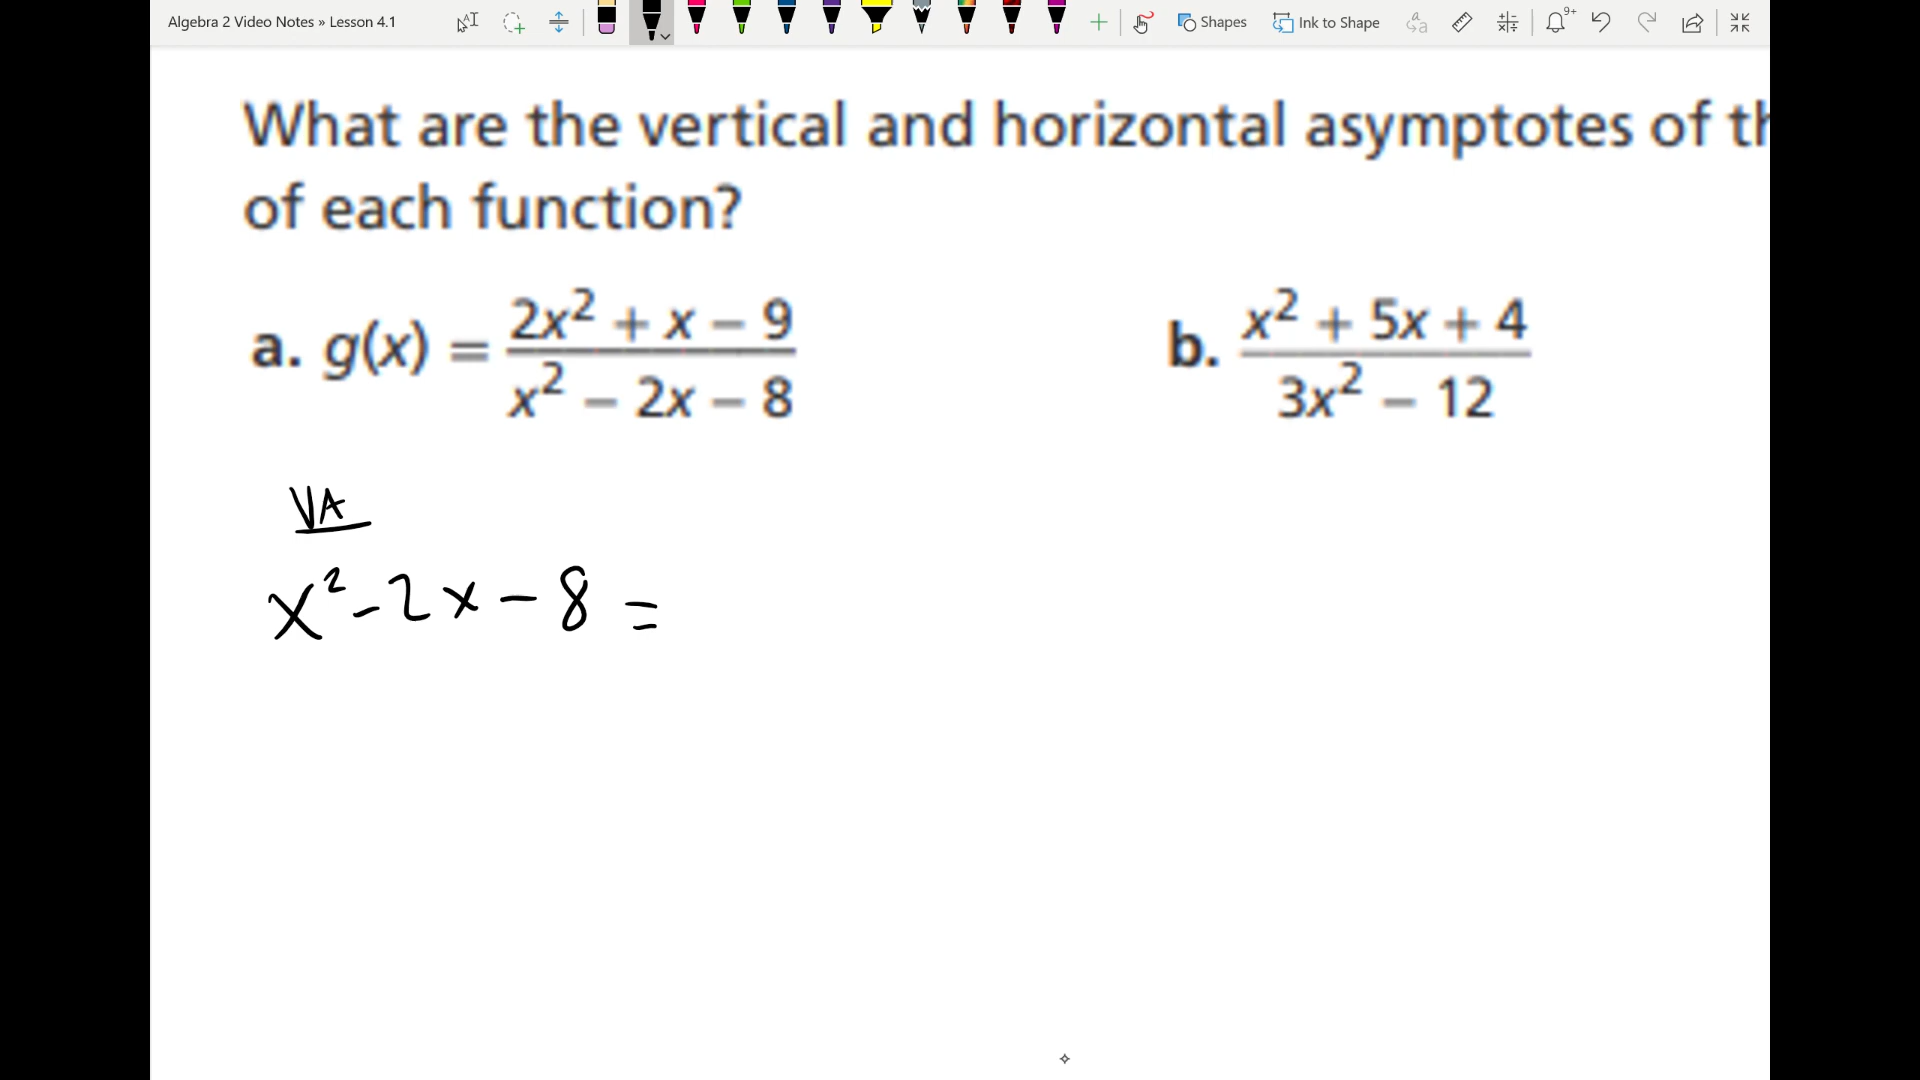 Algebra 2 Video Notes » Lesson 4.1
Shapes
Ink to Shape
9+
What are the vertical and horizontal asymptotes of th
of each function?
a. g(x) = (2x² + x − 9)/(x² − 2x − 8)
b. (x² + 5x + 4)/(3x² − 12)
VA
x² - 2x - 8 =